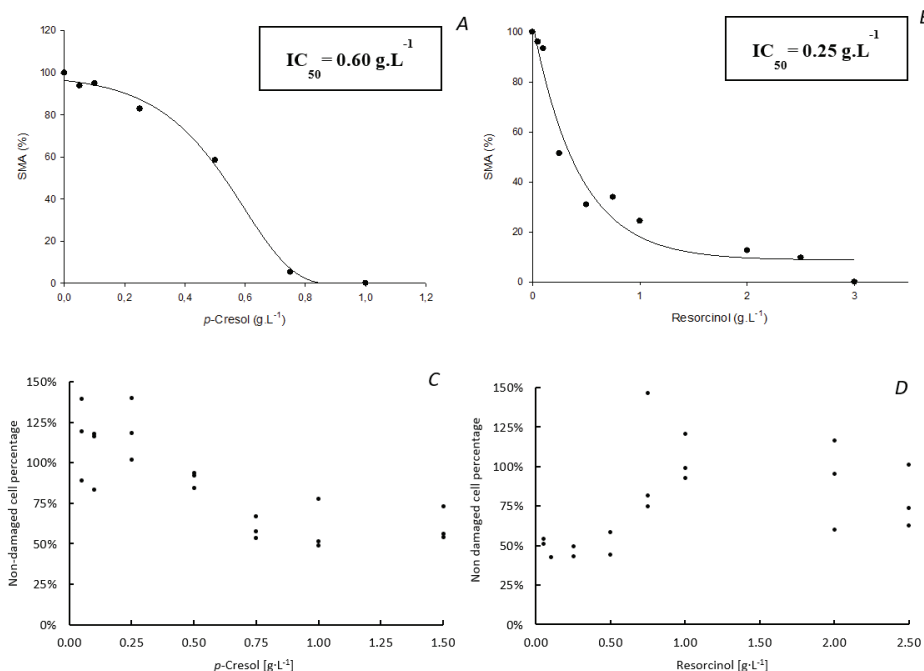 A
IC50 = 0.60 g.L-1
120
100
80
60
40
20
0
SMA (%)
0,0 0,2 0,4 0,6 0,8 1,0 1,2
p-Cresol (g.L-1)
IC50 = 0.25 g.L-1
100
80
60
40
20
0
SMA (%)
0 1 2 3
Resorcinol (g.L-1)
C
150%
125%
100%
75%
50%
25%
0%
Non-damaged cell percentage
0.00 0.25 0.50 0.75 1.00 1.25 1.50
p-Cresol [g·L-1]
D
150%
125%
100%
75%
50%
25%
0%
Non damaged cell percentage
0.00 0.50 1.00 1.50 2.00 2.50
Resorcinol [g·L-1]